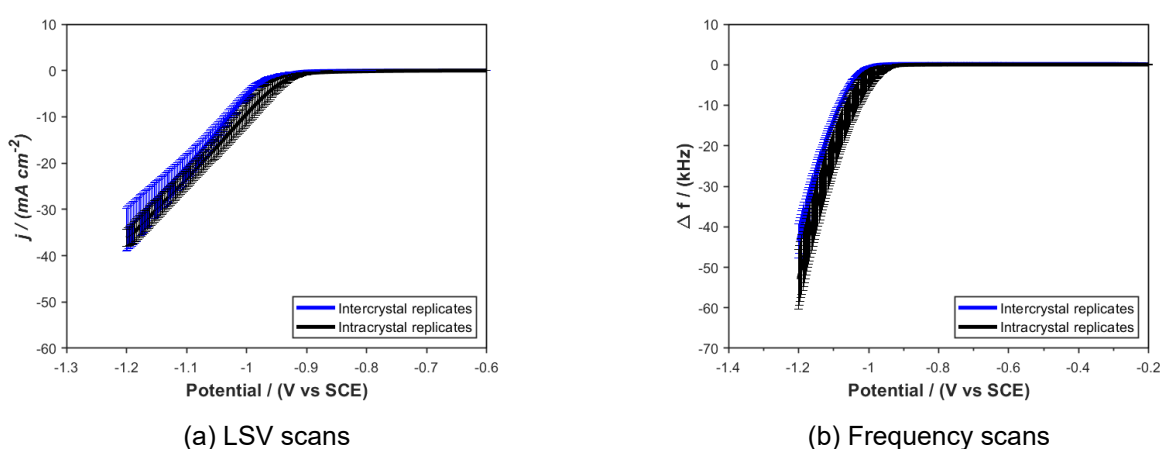 10
0
-10
-20
-30
-40
-50
-60
j / (mA cm-2)
-1.3 -1.2 -1.1 -1 -0.9 -0.8 -0.7 -0.6
Potential / (V vs SCE)
Intercrystal replicates
Intracrystal replicates
(a) LSV scans
10
0
-10
-20
-30
-40
-50
-60
-70
Δ f / (kHz)
-1.4 -1.2 -1 -0.8 -0.6 -0.4 -0.2
Potential / (V vs SCE)
Intercrystal replicates
Intracrystal replicates
(b) Frequency scans